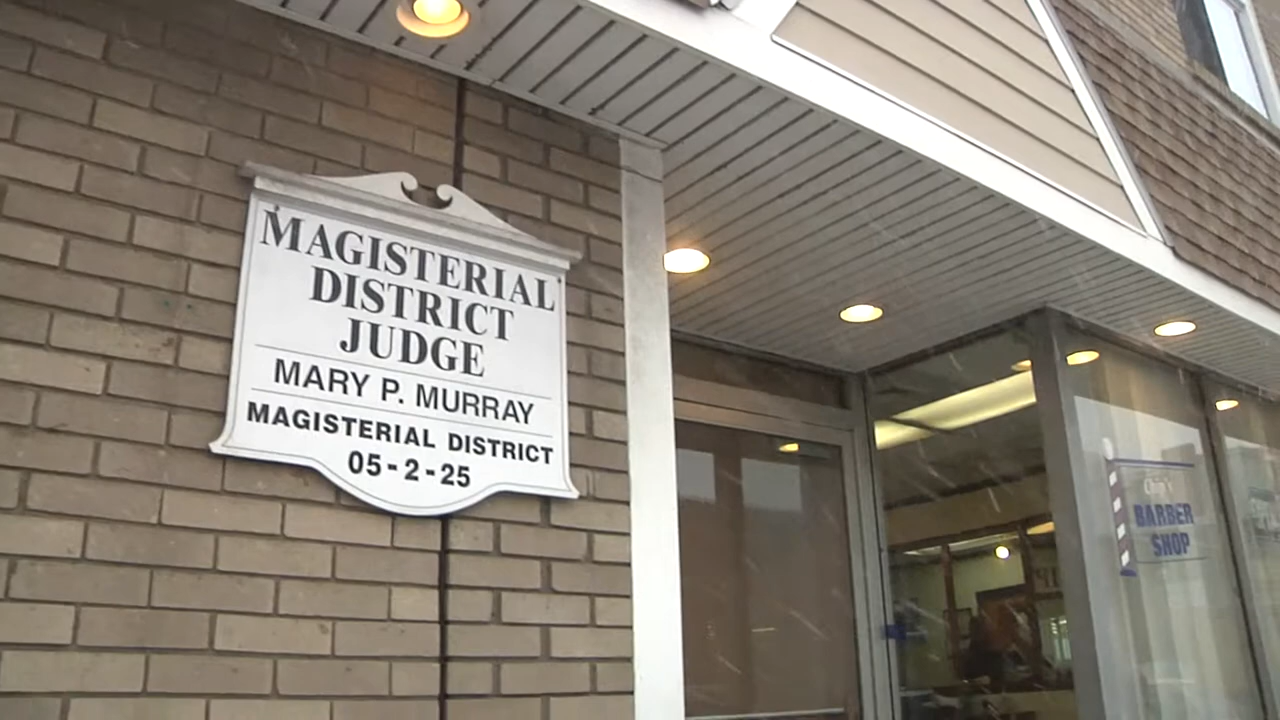 MAGISTERIAL
DISTRICT
JUDGE
MARY P. MURRAY
MAGISTERIAL DISTRICT
05-2-25
BARBER
SHOP